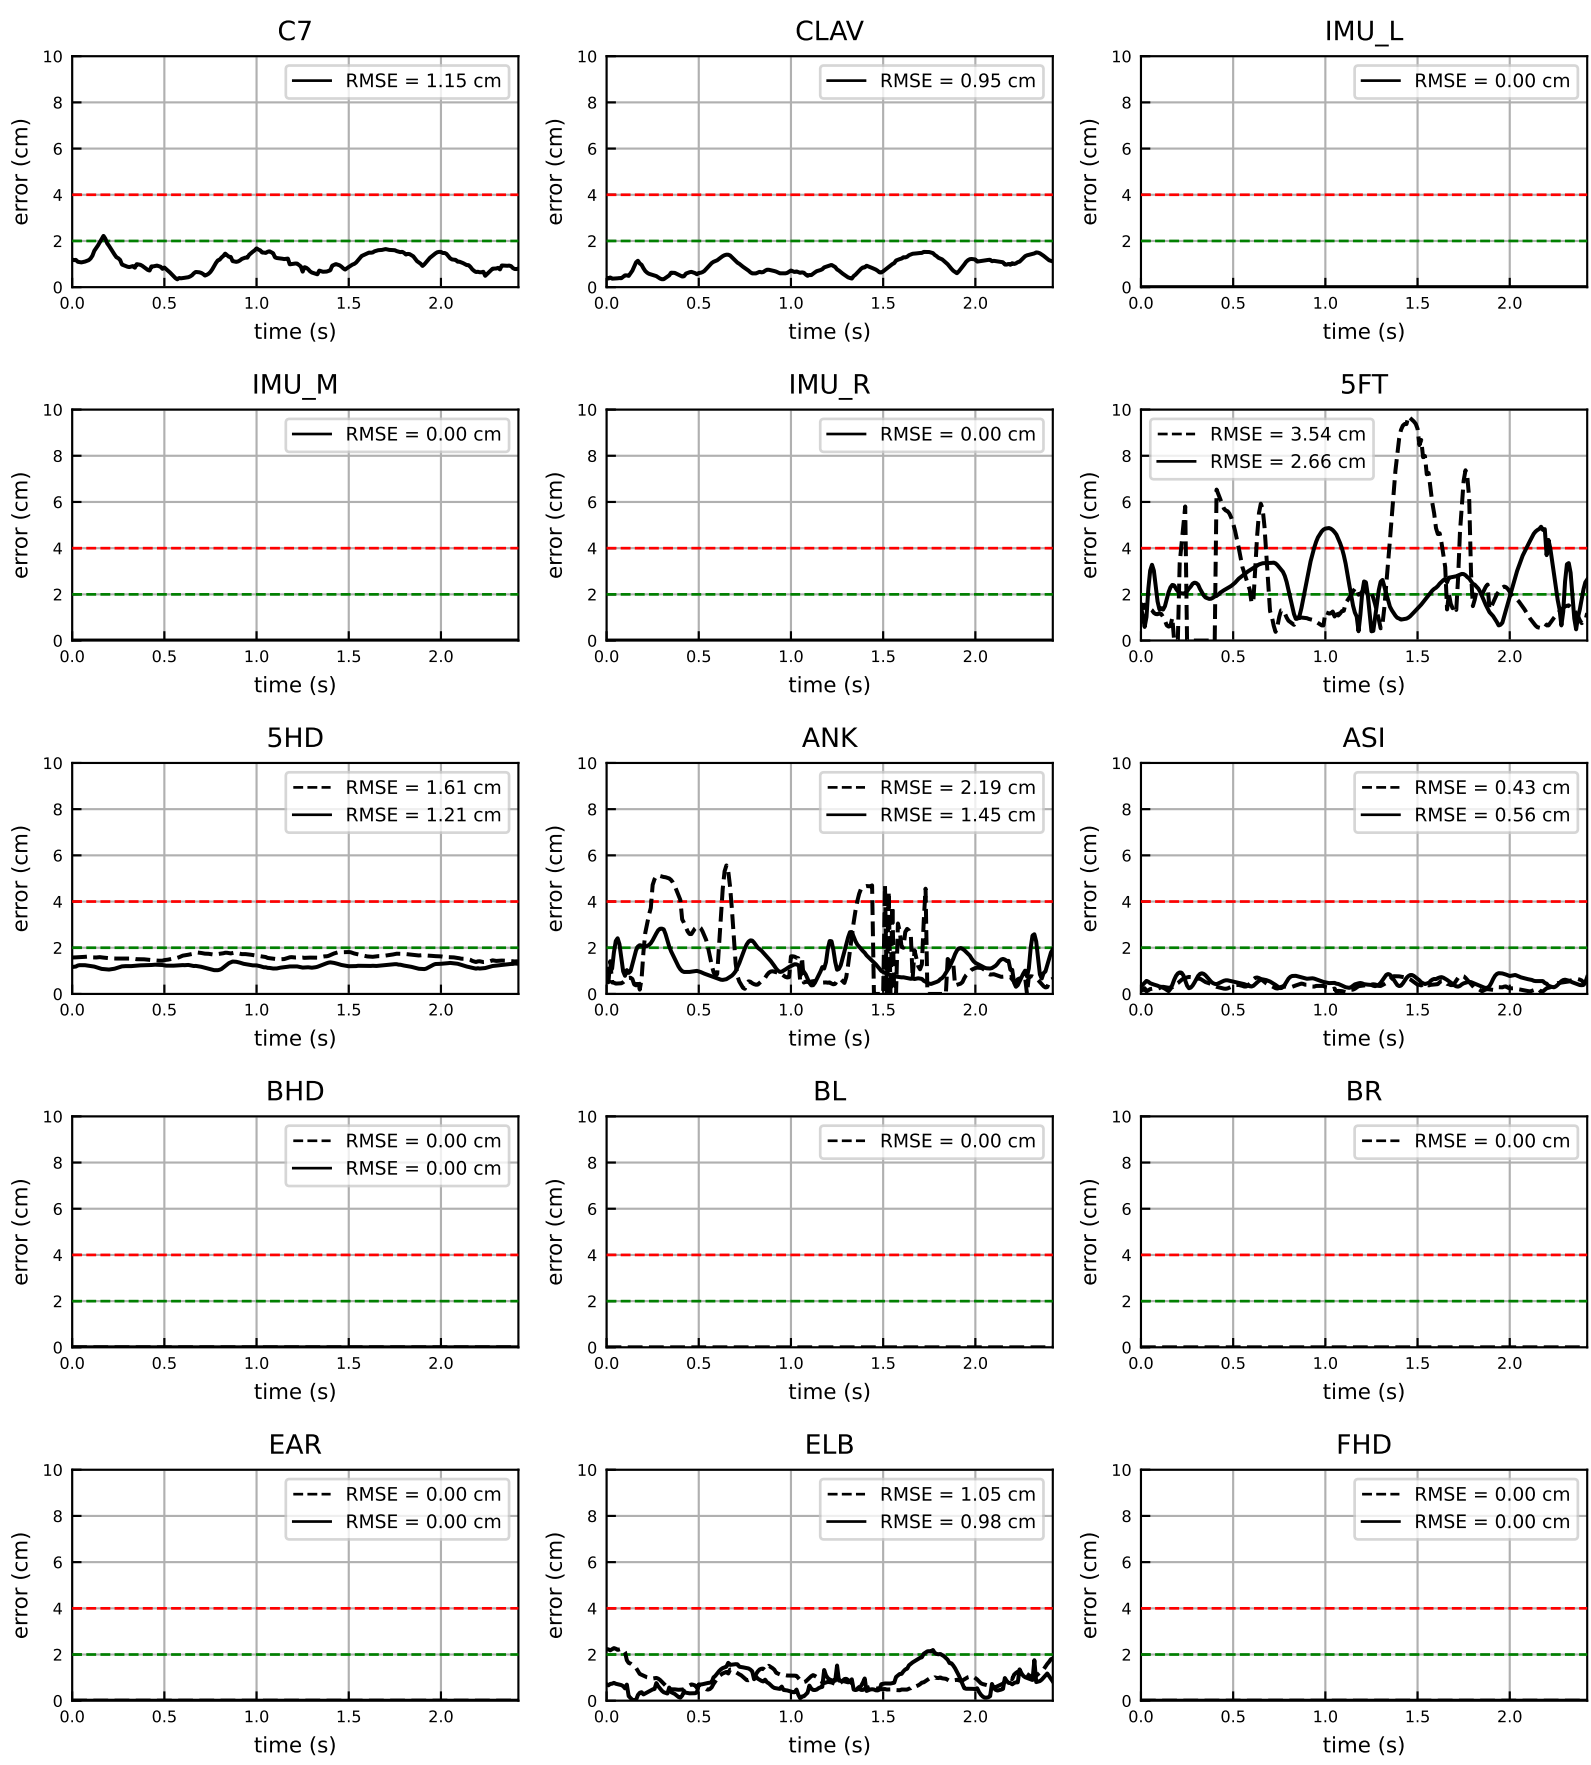 C7
CLAV
IMU_L
10
8
6
4
2
0
error (cm)
RMSE = 1.15 cm
0.0 0.5 1.0 1.5 2.0
time (s)
10
8
6
4
2
0
error (cm)
RMSE = 0.95 cm
0.0 0.5 1.0 1.5 2.0
time (s)
10
8
6
4
2
0
error (cm)
RMSE = 0.00 cm
0.0 0.5 1.0 1.5 2.0
time (s)
IMU_M
IMU_R
5FT
10
8
6
4
2
0
error (cm)
RMSE = 0.00 cm
0.0 0.5 1.0 1.5 2.0
time (s)
10
8
6
4
2
0
error (cm)
RMSE = 0.00 cm
0.0 0.5 1.0 1.5 2.0
time (s)
10
8
6
4
2
0
error (cm)
RMSE = 3.54 cm
RMSE = 2.66 cm
0.0 0.5 1.0 1.5 2.0
time (s)
5HD
ANK
ASI
10
8
6
4
2
0
error (cm)
RMSE = 1.61 cm
RMSE = 1.21 cm
0.0 0.5 1.0 1.5 2.0
time (s)
10
8
6
4
2
0
error (cm)
RMSE = 2.19 cm
RMSE = 1.45 cm
0.0 0.5 1.0 1.5 2.0
time (s)
10
8
6
4
2
0
error (cm)
RMSE = 0.43 cm
RMSE = 0.56 cm
0.0 0.5 1.0 1.5 2.0
time (s)
BHD
BL
BR
10
8
6
4
2
0
error (cm)
RMSE = 0.00 cm
RMSE = 0.00 cm
0.0 0.5 1.0 1.5 2.0
time (s)
10
8
6
4
2
0
error (cm)
RMSE = 0.00 cm
0.0 0.5 1.0 1.5 2.0
time (s)
10
8
6
4
2
0
error (cm)
RMSE = 0.00 cm
0.0 0.5 1.0 1.5 2.0
time (s)
EAR
ELB
FHD
10
8
6
4
2
0
error (cm)
RMSE = 0.00 cm
RMSE = 0.00 cm
0.0 0.5 1.0 1.5 2.0
time (s)
10
8
6
4
2
0
error (cm)
RMSE = 1.05 cm
RMSE = 0.98 cm
0.0 0.5 1.0 1.5 2.0
time (s)
10
8
6
4
2
0
error (cm)
RMSE = 0.00 cm
RMSE = 0.00 cm
0.0 0.5 1.0 1.5 2.0
time (s)